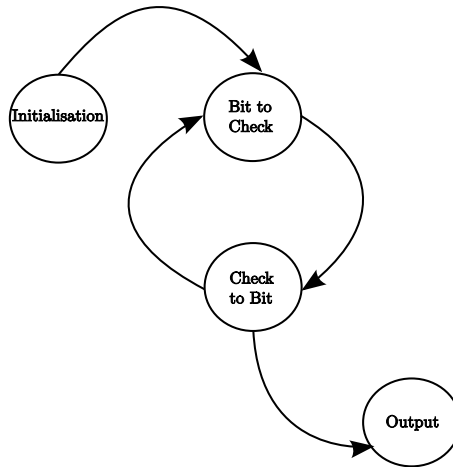 Initialisation
Bit to
Check
Check
to Bit
Output